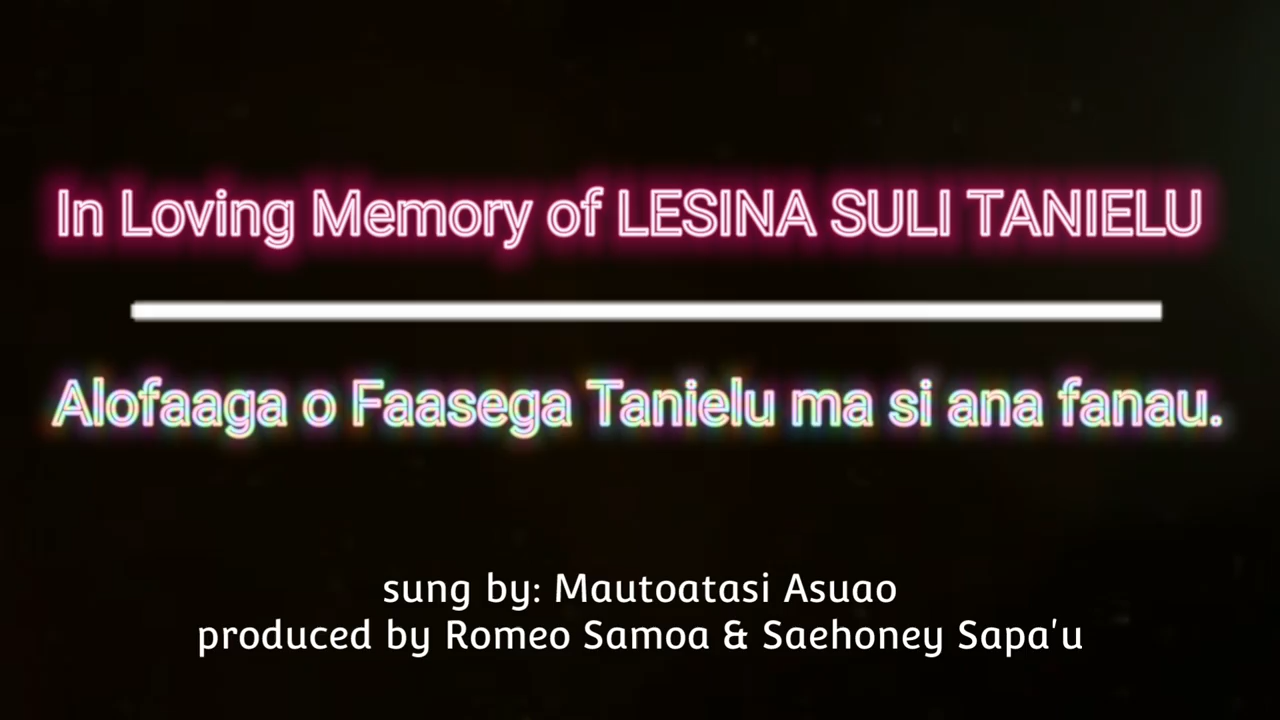 In Loving Memory of LESINA SULI TANIELU
Alofaaga o Faasega Tanielu ma si ana fanau.
sung by: Mautoatasi Asuao
produced by Romeo Samoa & Saehoney Sapa'u